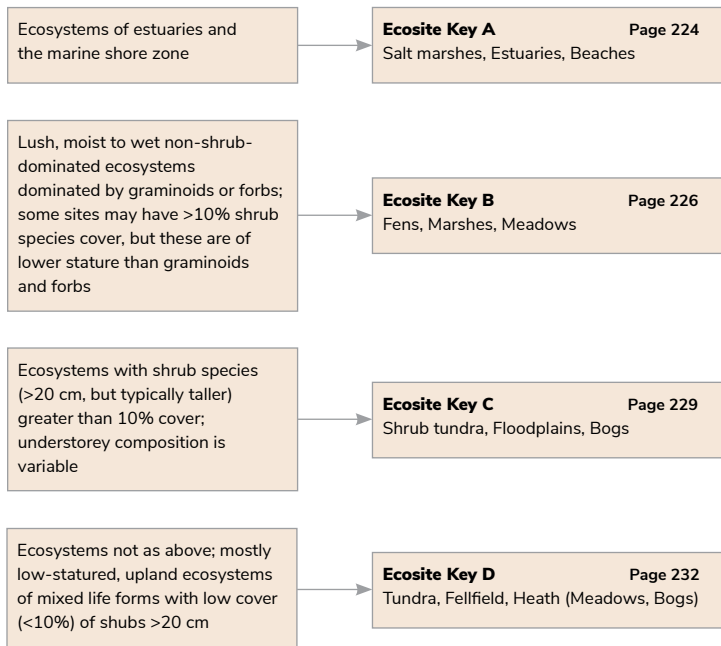 Ecosystems of estuaries and
the marine shore zone
Ecosite Key A Page 224
Salt marshes, Estuaries, Beaches
Lush, moist to wet non-shrub-
dominated ecosystems
dominated by graminoids or forbs;
some sites may have >10% shrub
species cover, but these are of
lower stature than graminoids
and forbs
Ecosite Key B Page 226
Fens, Marshes, Meadows
Ecosystems with shrub species
(>20 cm, but typically taller)
greater than 10% cover;
understorey composition is
variable
Ecosite Key C Page 229
Shrub tundra, Floodplains, Bogs
Ecosystems not as above; mostly
low-statured, upland ecosystems
of mixed life forms with low cover
(<10%) of shubs >20 cm
Ecosite Key D Page 232
Tundra, Fellfield, Heath (Meadows, Bogs)